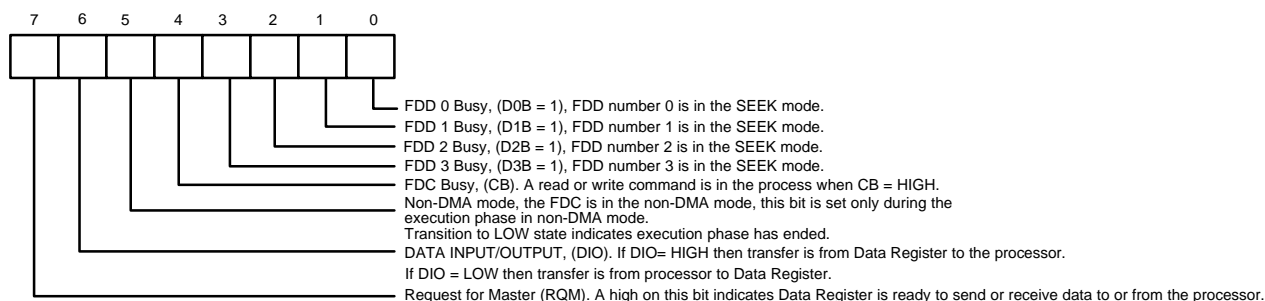 7 6 5 4 3 2 1 0
FDD 0 Busy, (D0B = 1), FDD number 0 is in the SEEK mode.
FDD 1 Busy, (D1B = 1), FDD number 1 is in the SEEK mode.
FDD 2 Busy, (D2B = 1), FDD number 2 is in the SEEK mode.
FDD 3 Busy, (D3B = 1), FDD number 3 is in the SEEK mode.
FDC Busy, (CB). A read or write command is in the process when CB = HIGH.
Non-DMA mode, the FDC is in the non-DMA mode, this bit is set only during the
execution phase in non-DMA mode.
Transition to LOW state indicates execution phase has ended.
DATA INPUT/OUTPUT, (DIO). If DIO= HIGH then transfer is from Data Register to the processor.
If DIO = LOW then transfer is from processor to Data Register.
Request for Master (RQM). A high on this bit indicates Data Register is ready to send or receive data to or from the processor.